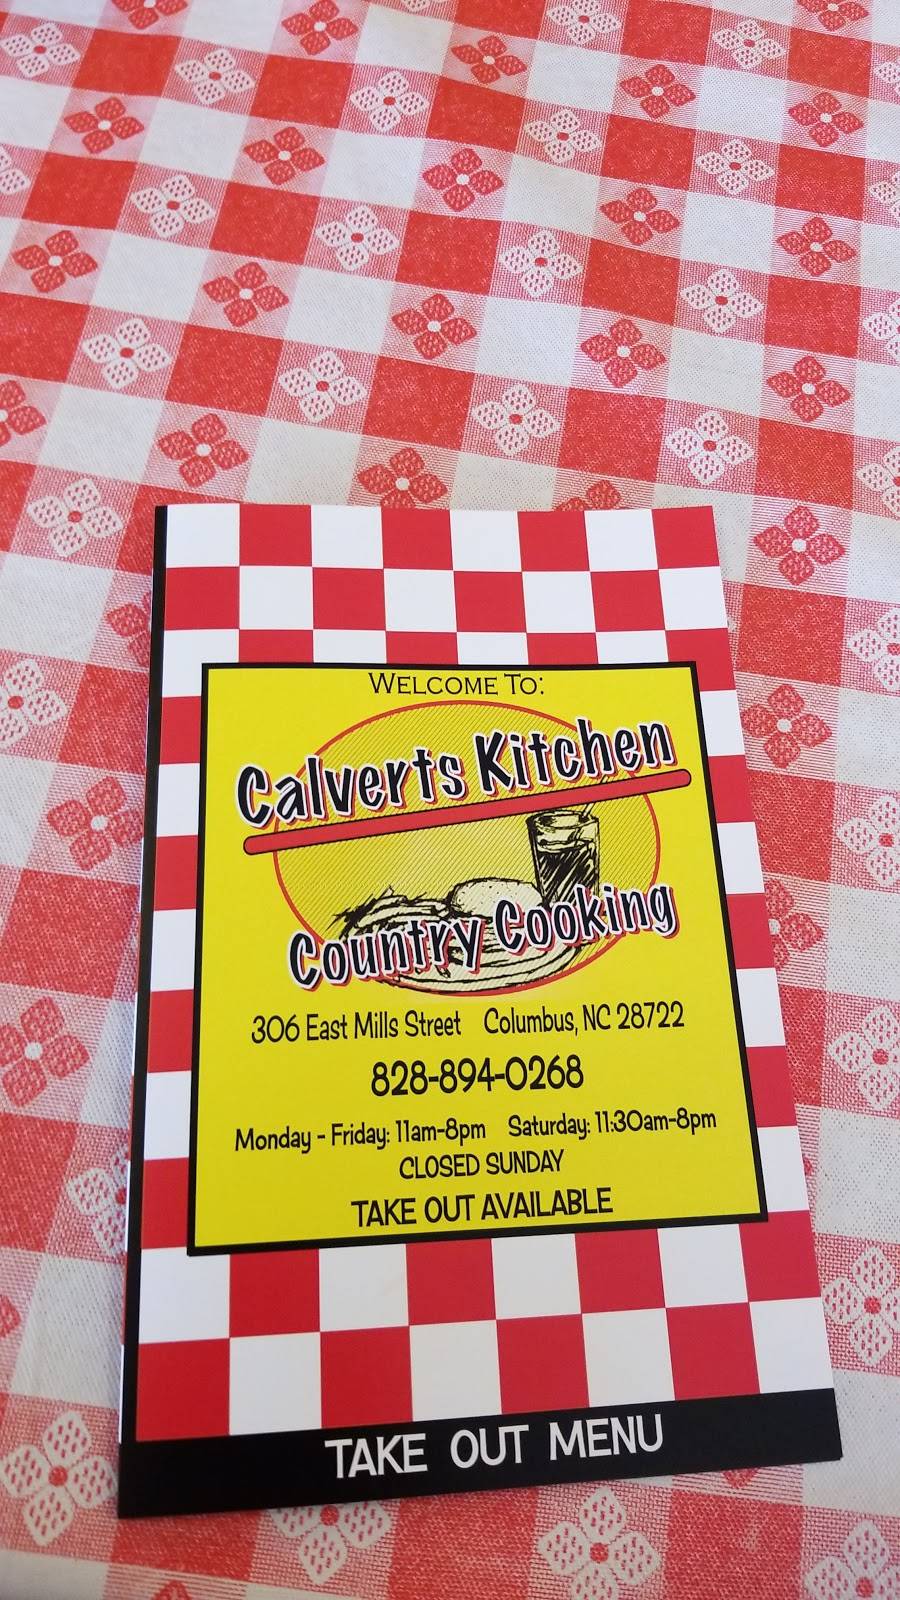 Welcome To:
Calverts Kitchen
Country Cooking
306 East Mills Street Columbus, NC 28722
828-894-0268
Monday - Friday: 11am-8pm Saturday: 11:30am-8pm
CLOSED SUNDAY
TAKE OUT AVAILABLE
TAKE OUT MENU